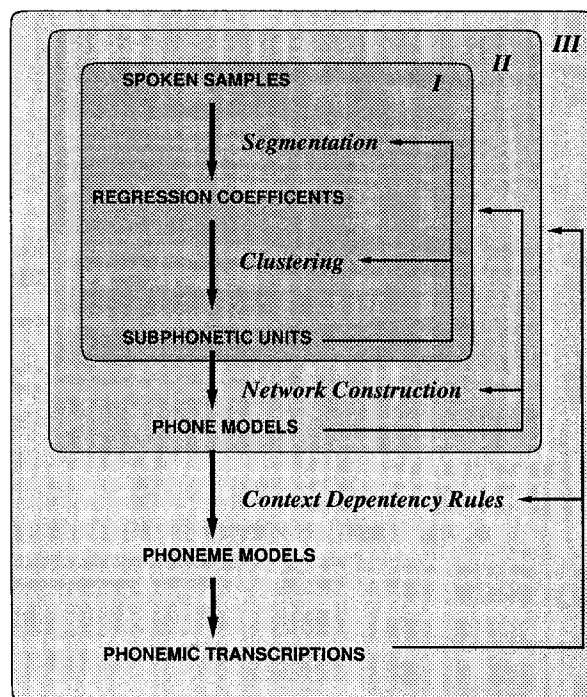 III
II
I
SPOKEN SAMPLES
Segmentation
REGRESSION COEFFICENTS
Clustering
SUBPHONETIC UNITS
Network Construction
PHONE MODELS
Context Depentency Rules
PHONEME MODELS
PHONEMIC TRANSCRIPTIONS